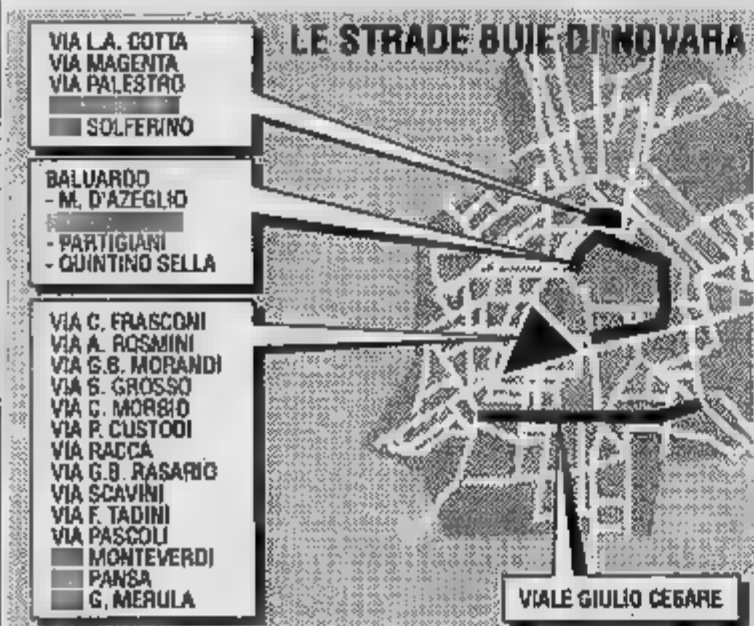 LE STRADE BUIE DI NOVARA
VIA L.A. COTTA
VIA MAGENTA
VIA PALESTRO
SOLFERINO
BALUARDO
- M. D'AZEGLIO
- PARTIGIANI
- QUINTINO SELLA
VIA C. FRASCONI
VIA A. ROSMINI
VIA G.B. MORANDI
VIA S. GROSSO
VIA C. MORBIO
VIA P. CUSTODI
VIA RACCA
VIA G.B. RASARIO
VIA SCAVINI
VIA F. TADINI
VIA PASCOLI
MONTEVERDI
PANSA
G. MERULA
VIALE GIULIO CESARE